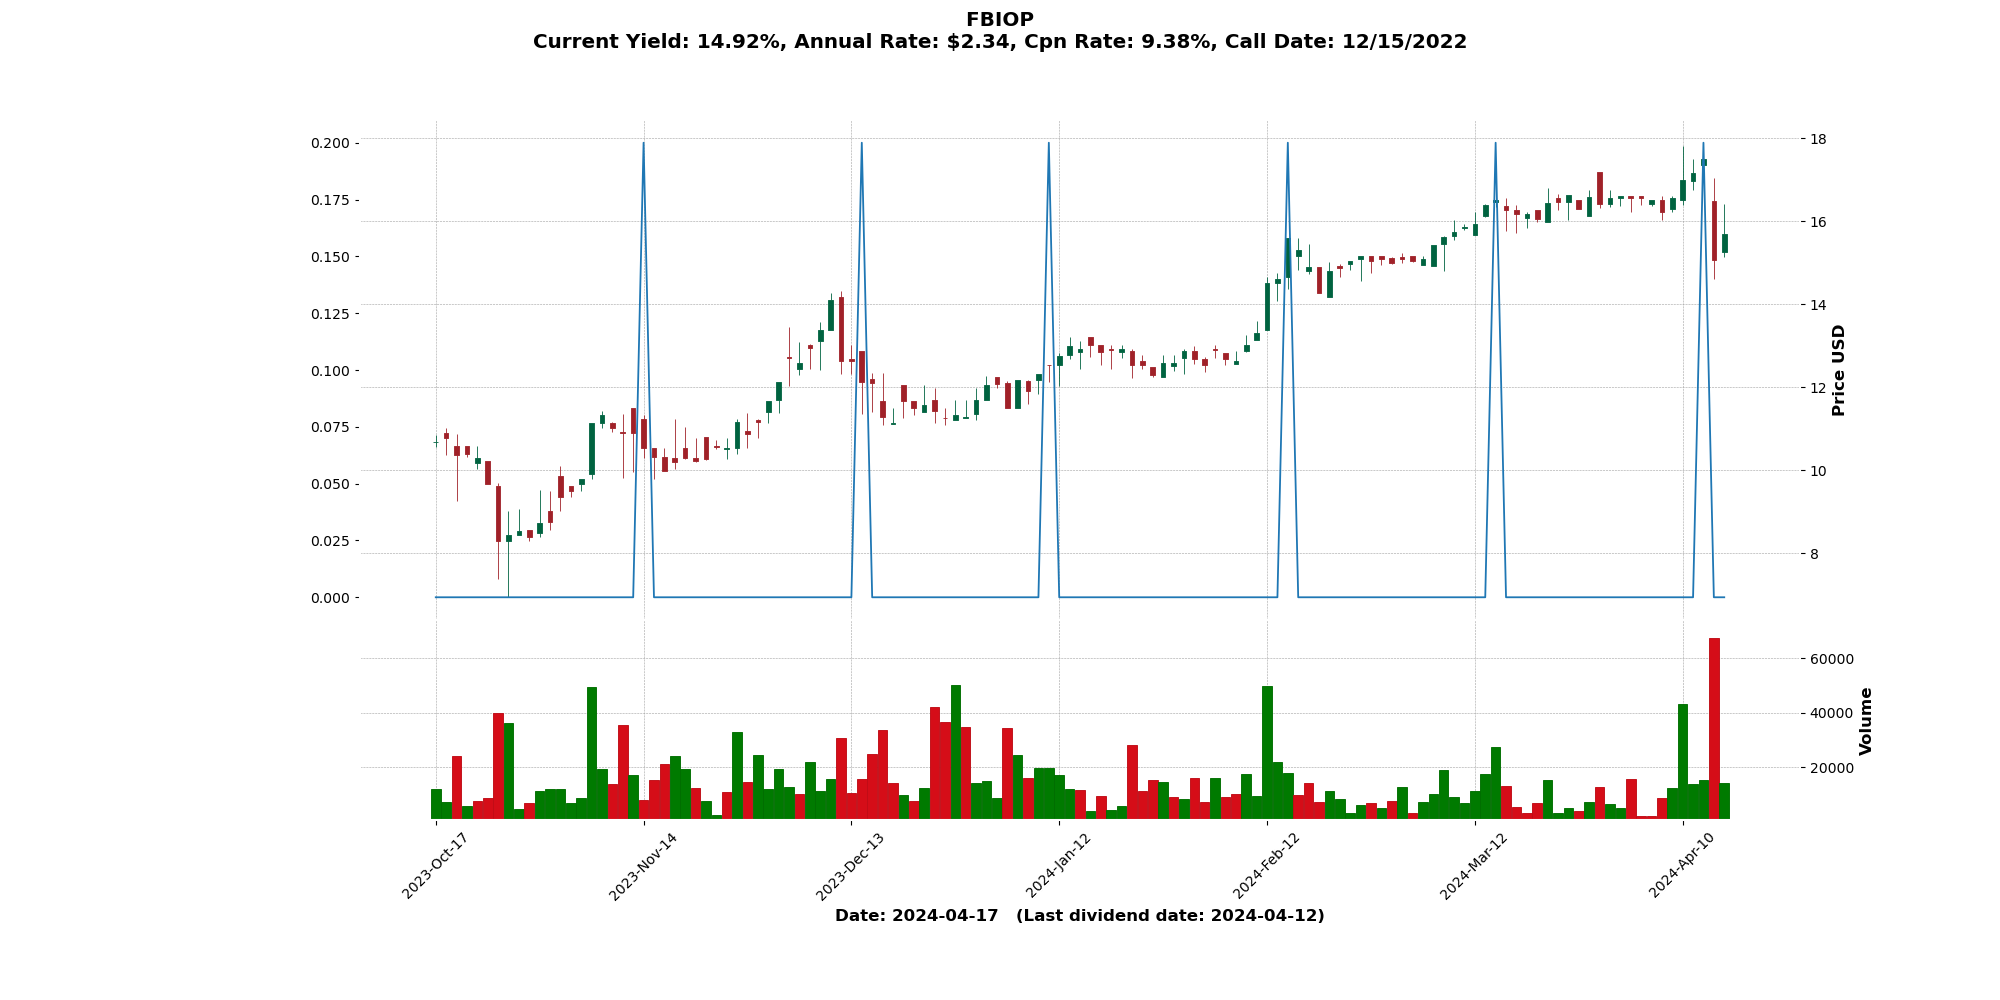 FBIOP
Current Yield: 14.92%, Annual Rate: $2.34, Cpn Rate: 9.38%, Call Date: 12/15/2022
0.200
0.175
0.150
0.125
0.100
0.075
0.050
0.025
0.000
18
16
14
12
10
8
Price USD
60000
40000
20000
Volume
2023-Oct-17
2023-Nov-14
2023-Dec-13
2024-Jan-12
2024-Feb-12
2024-Mar-12
2024-Apr-10
Date: 2024-04-17 (Last dividend date: 2024-04-12)